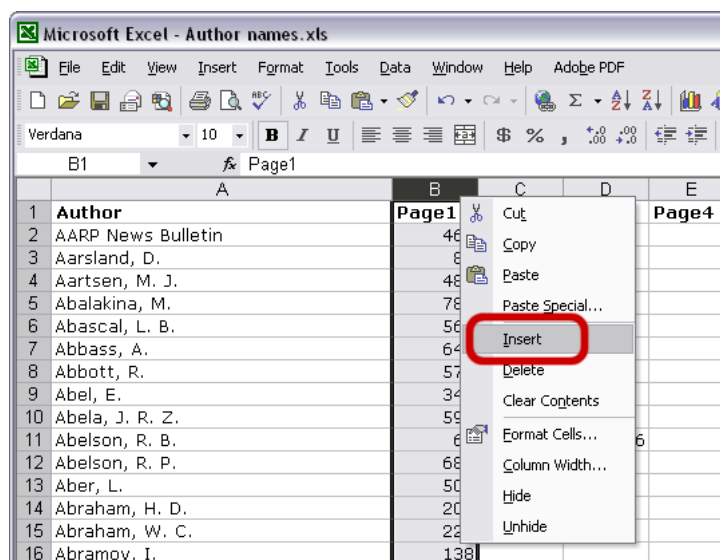 Microsoft Excel - Author names.xls
File Edit View Insert Format Tools Data Window Help Adobe PDF
Verdana 10 B I U $ % ,
B1 fx Page1
A B C D E
1 Author Page1 Page4
2 AARP News Bulletin 46
3 Aarsland, D.
4 Aartsen, M. J. 48
5 Abalakina, M. 78
6 Abascal, L. B. 56
7 Abbass, A. 64
8 Abbott, R. 57
9 Abel, E. 34
10 Abela, J. R. Z. 59
11 Abelson, R. B. 6 6
12 Abelson, R. P. 68
13 Aber, L. 50
14 Abraham, H. D. 20
15 Abraham, W. C. 22
16 Abramov, I. 138
Cut
Copy
Paste
Paste Special...
Insert
Delete
Clear Contents
Format Cells...
Column Width...
Hide
Unhide